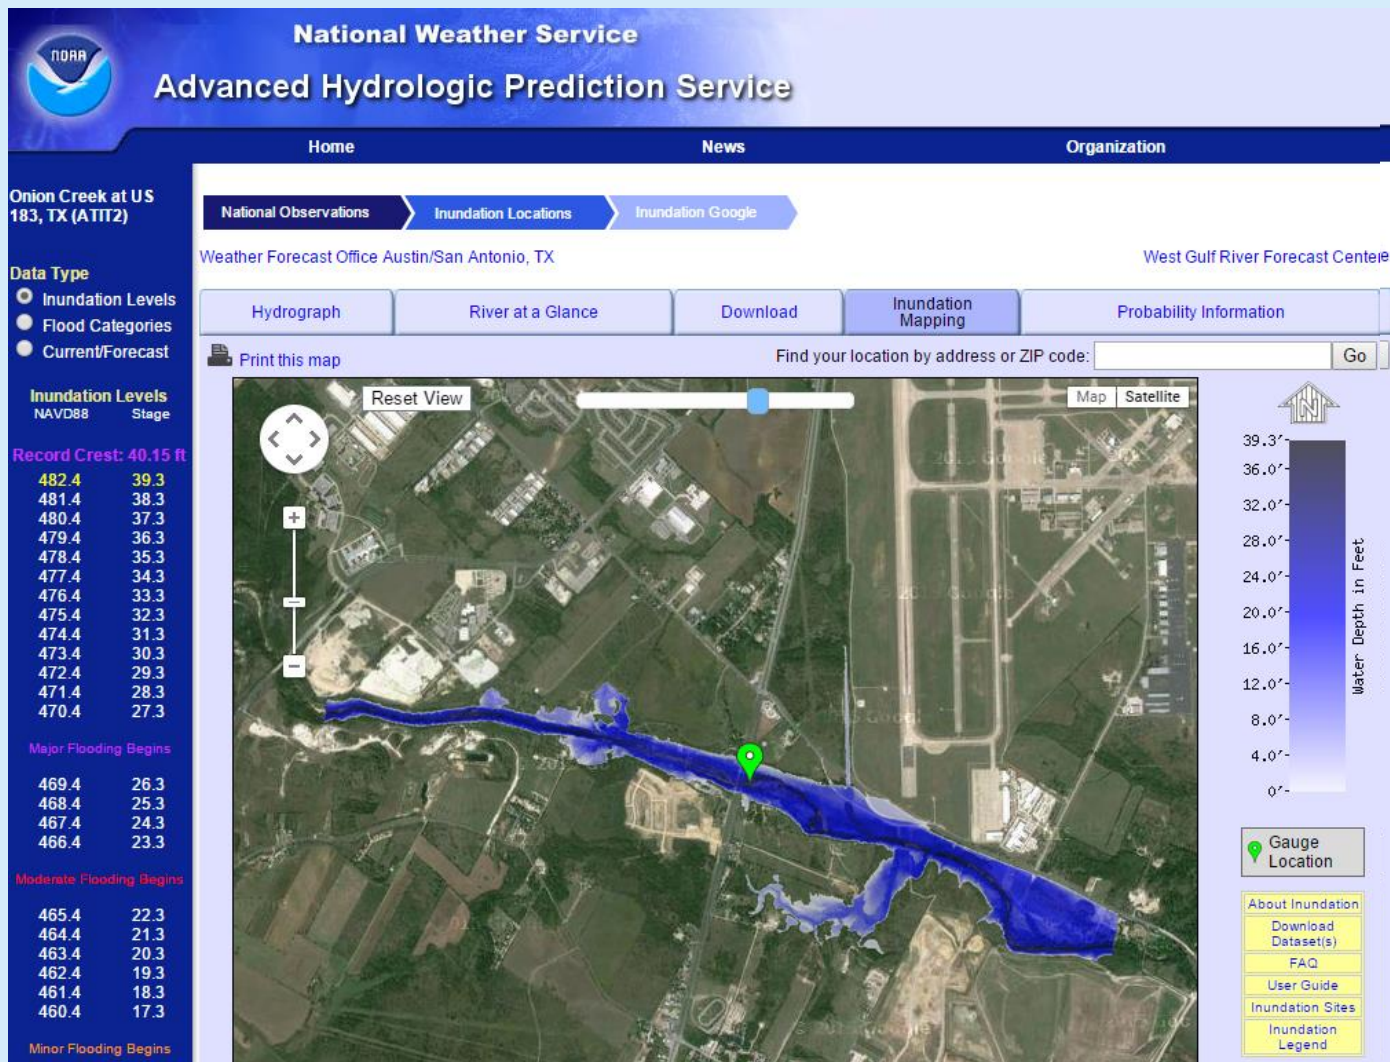 NOAA
National Weather Service
Advanced Hydrologic Prediction Service
Home
News
Organization
Onion Creek at US
183, TX (ATIT2)
National Observations
Inundation Locations
Inundation Google
Weather Forecast Office Austin/San Antonio, TX
West Gulf River Forecast Center
Data Type
Inundation Levels
Flood Categories
Current/Forecast
Hydrograph
River at a Glance
Download
Inundation
Mapping
Probability Information
Print this map
Find your location by address or ZIP code:
Go
Inundation Levels
NAVD88 Stage
Record Crest: 40.15 ft
482.4 39.3
481.4 38.3
480.4 37.3
479.4 36.3
478.4 35.3
477.4 34.3
476.4 33.3
475.4 32.3
474.4 31.3
473.4 30.3
472.4 29.3
471.4 28.3
470.4 27.3
Major Flooding Begins
469.4 26.3
468.4 25.3
467.4 24.3
466.4 23.3
Moderate Flooding Begins
465.4 22.3
464.4 21.3
463.4 20.3
462.4 19.3
461.4 18.3
460.4 17.3
Minor Flooding Begins
Reset View
Map
Satellite
N
39.3'
36.0'
32.0'
28.0'
24.0'
20.0'
16.0'
12.0'
8.0'
4.0'
0'
Water Depth in Feet
Gauge
Location
About Inundation
Download
Dataset(s)
FAQ
User Guide
Inundation Sites
Inundation
Legend